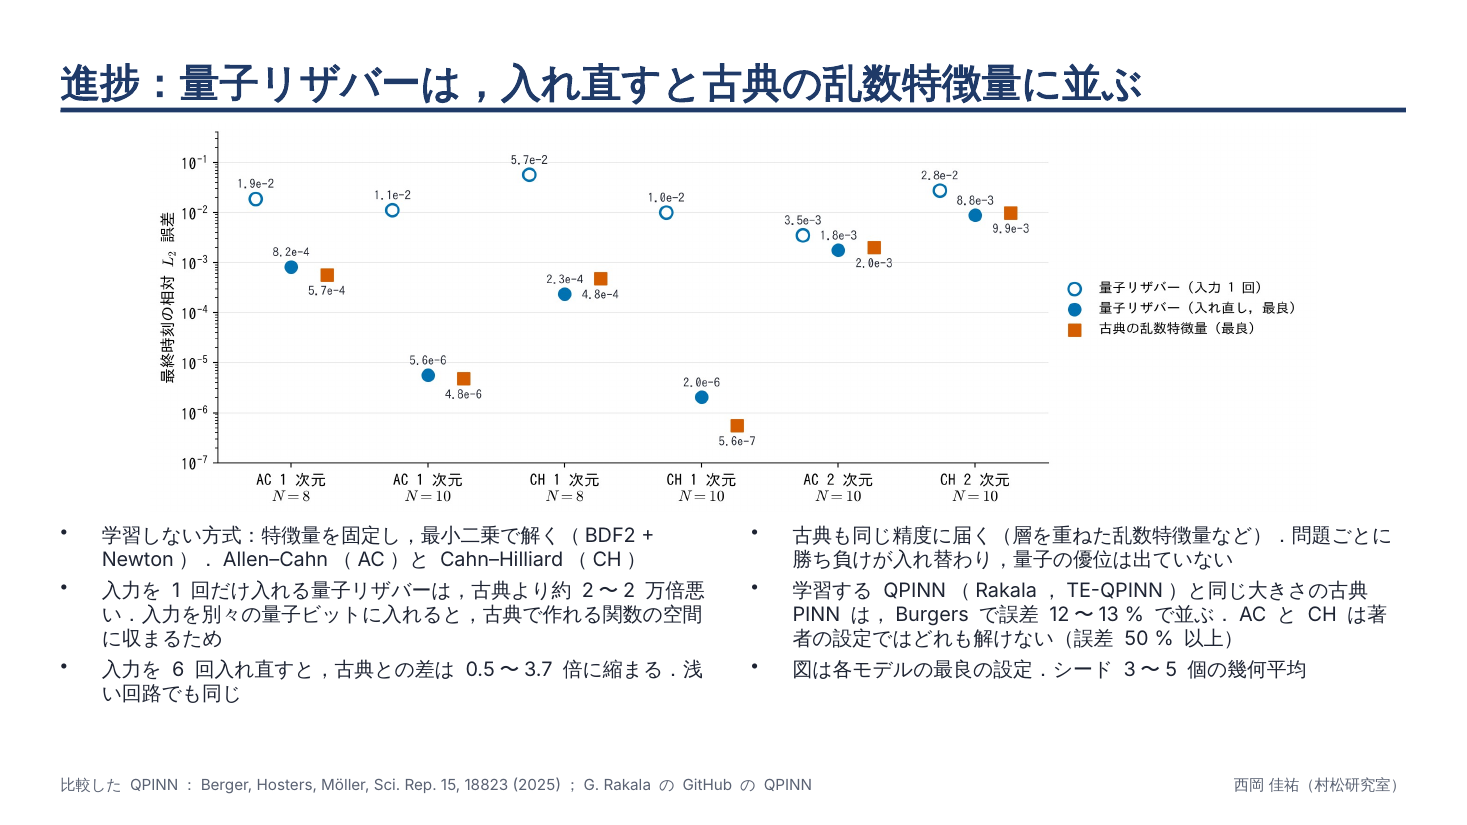 進捗：量子リザバーは，入れ直すと古典の乱数特徴量に並ぶ
最終時刻の相対 L₂ 誤差
10⁻¹
10⁻²
10⁻³
10⁻⁴
10⁻⁵
10⁻⁶
10⁻⁷
1.9e-2
8.2e-4
5.7e-4
1.1e-2
5.6e-6
4.8e-6
5.7e-2
2.3e-4
4.8e-4
1.0e-2
2.0e-6
5.6e-7
3.5e-3
1.8e-3
2.0e-3
2.8e-2
8.8e-3
9.9e-3
AC 1 次元
N = 8
AC 1 次元
N = 10
CH 1 次元
N = 8
CH 1 次元
N = 10
AC 2 次元
N = 10
CH 2 次元
N = 10
量子リザバー（入力 1 回）
量子リザバー（入れ直し，最良）
古典の乱数特徴量（最良）
• 学習しない方式：特徴量を固定し，最小二乗で解く（ BDF2 +
Newton ）． Allen–Cahn （ AC ）と Cahn–Hilliard （ CH ）
• 入力を 1 回だけ入れる量子リザバーは，古典より約 2〜2 万倍悪
い．入力を別々の量子ビットに入れると，古典で作れる関数の空間
に収まるため
• 入力を 6 回入れ直すと，古典との差は 0.5〜3.7 倍に縮まる．浅
い回路でも同じ
• 古典も同じ精度に届く（層を重ねた乱数特徴量など）．問題ごとに
勝ち負けが入れ替わり，量子の優位は出ていない
• 学習する QPINN （ Rakala ， TE-QPINN ）と同じ大きさの古典
PINN は， Burgers で誤差 12〜13 % で並ぶ． AC と CH は著
者の設定ではどれも解けない（誤差 50 % 以上）
• 図は各モデルの最良の設定．シード 3〜5 個の幾何平均
比較した QPINN ： Berger, Hosters, Möller, Sci. Rep. 15, 18823 (2025) ； G. Rakala の GitHub の QPINN
西岡 佳祐（村松研究室）